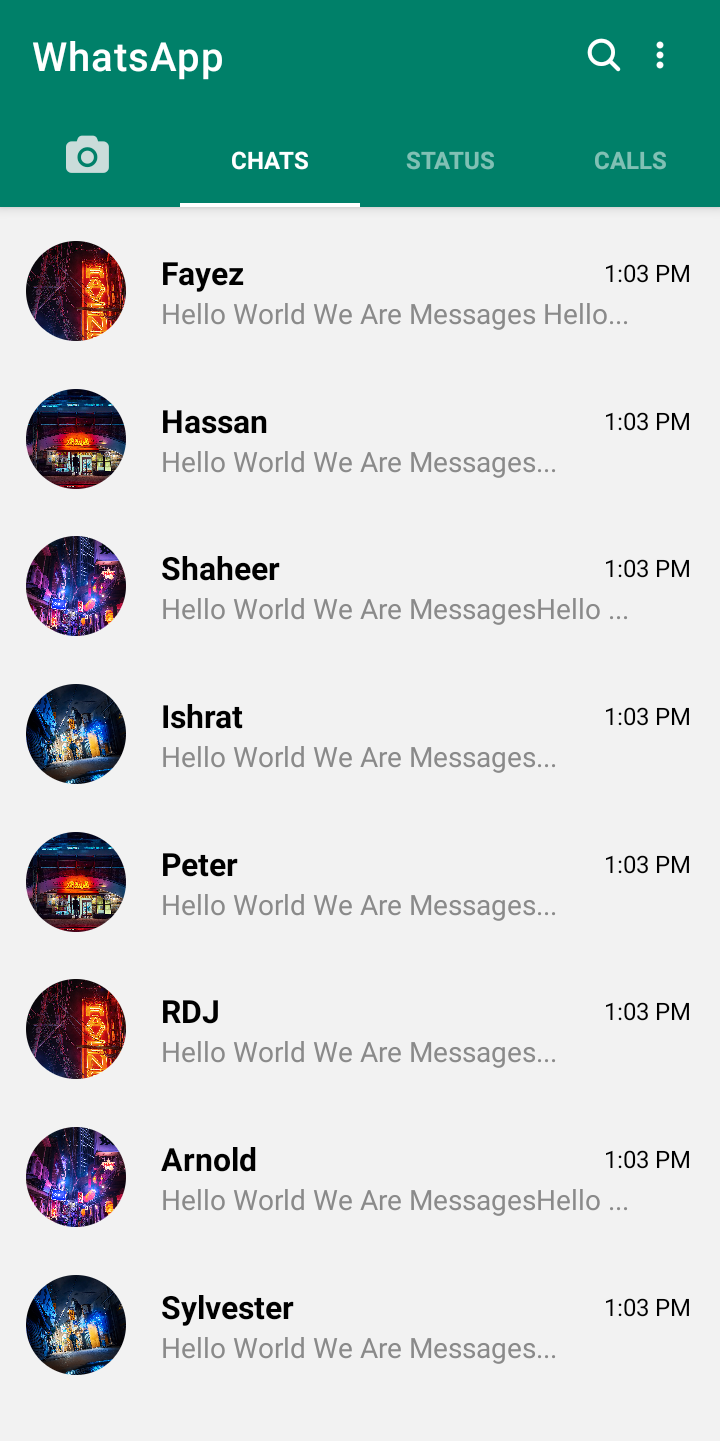 WhatsApp
CHATS STATUS CALLS
Fayez 1:03 PM
Hello World We Are Messages Hello...
Hassan 1:03 PM
Hello World We Are Messages...
Shaheer 1:03 PM
Hello World We Are MessagesHello ...
Ishrat 1:03 PM
Hello World We Are Messages...
Peter 1:03 PM
Hello World We Are Messages...
RDJ 1:03 PM
Hello World We Are Messages...
Arnold 1:03 PM
Hello World We Are MessagesHello ...
Sylvester 1:03 PM
Hello World We Are Messages...